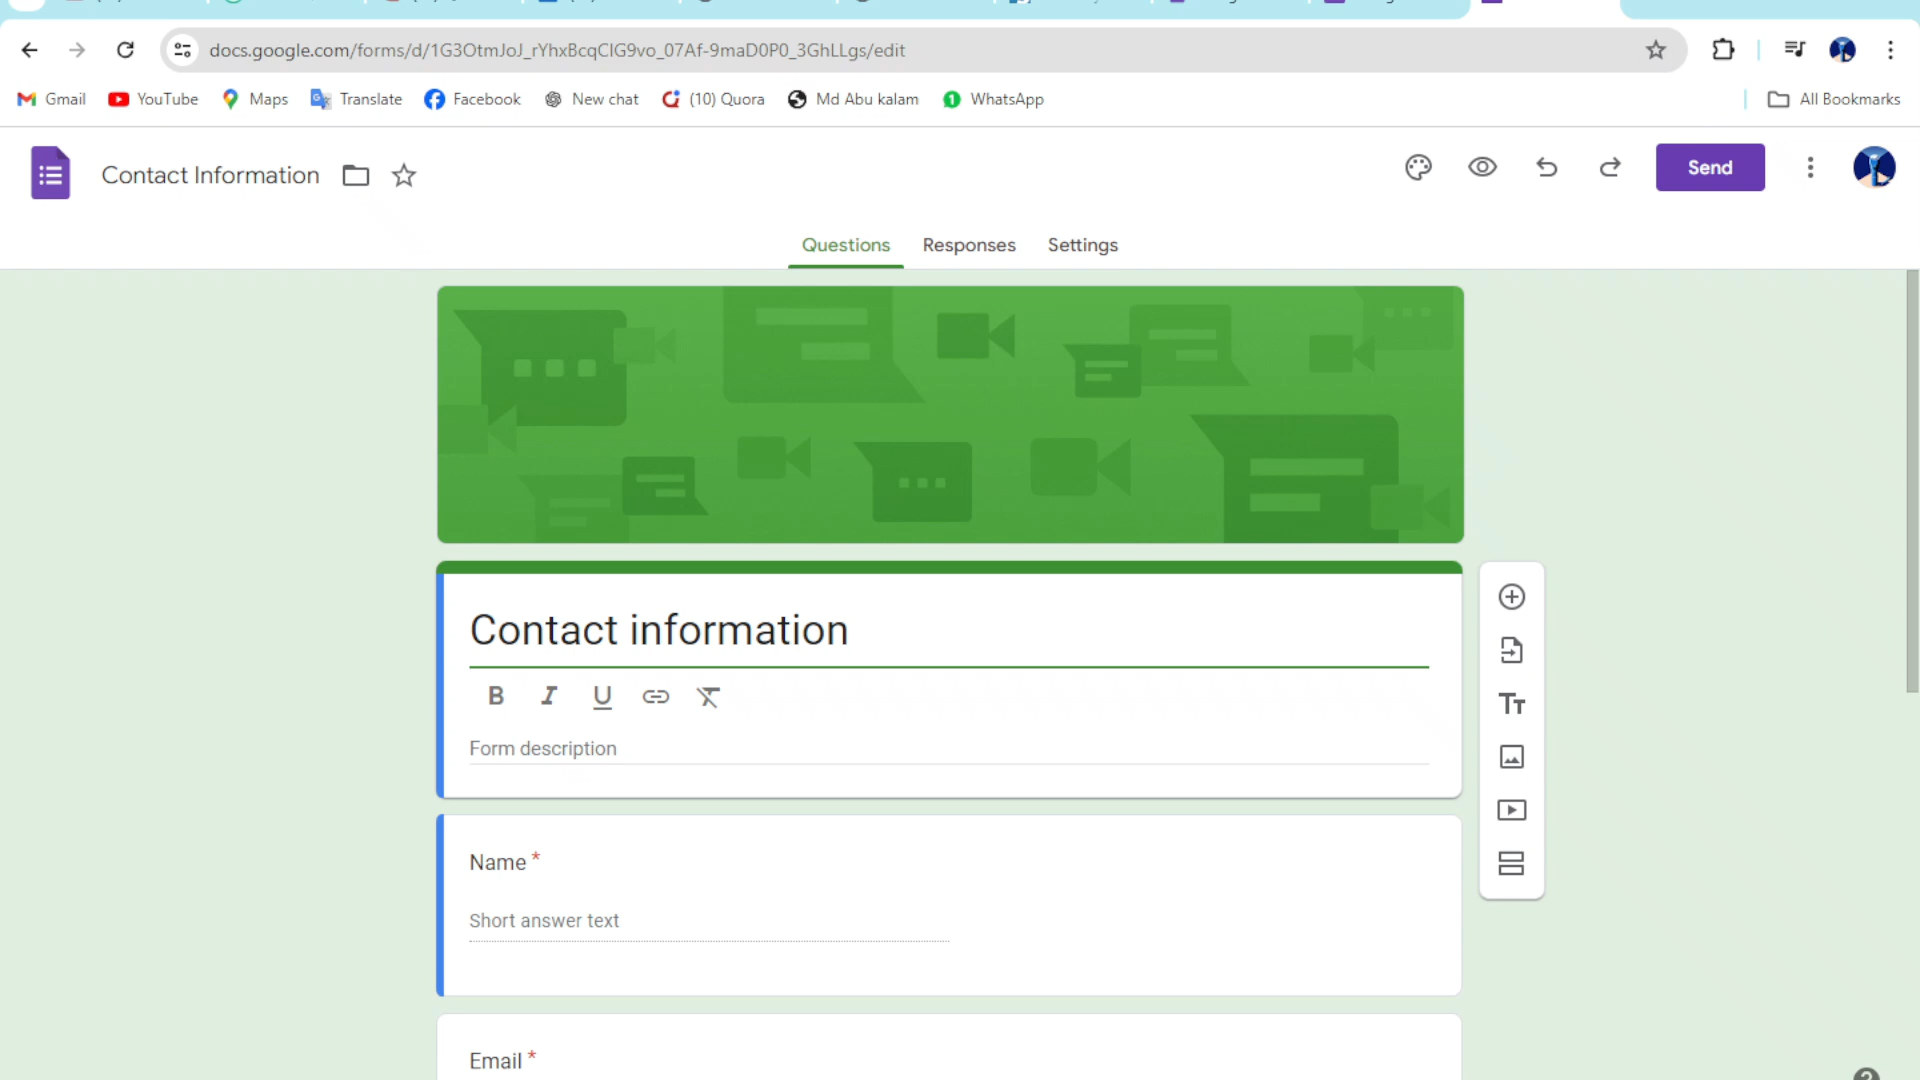 docs.google.com/forms/d/1G3OtmJoJ_rYhxBcqClG9vo_07Af-9maD0P0_3GhLLgs/edit
Gmail YouTube Maps Translate Facebook New chat (10) Quora Md Abu kalam WhatsApp All Bookmarks
Contact Information Send
Questions Responses Settings
Contact information
B I U
Form description
Name *
Short answer text
Email *